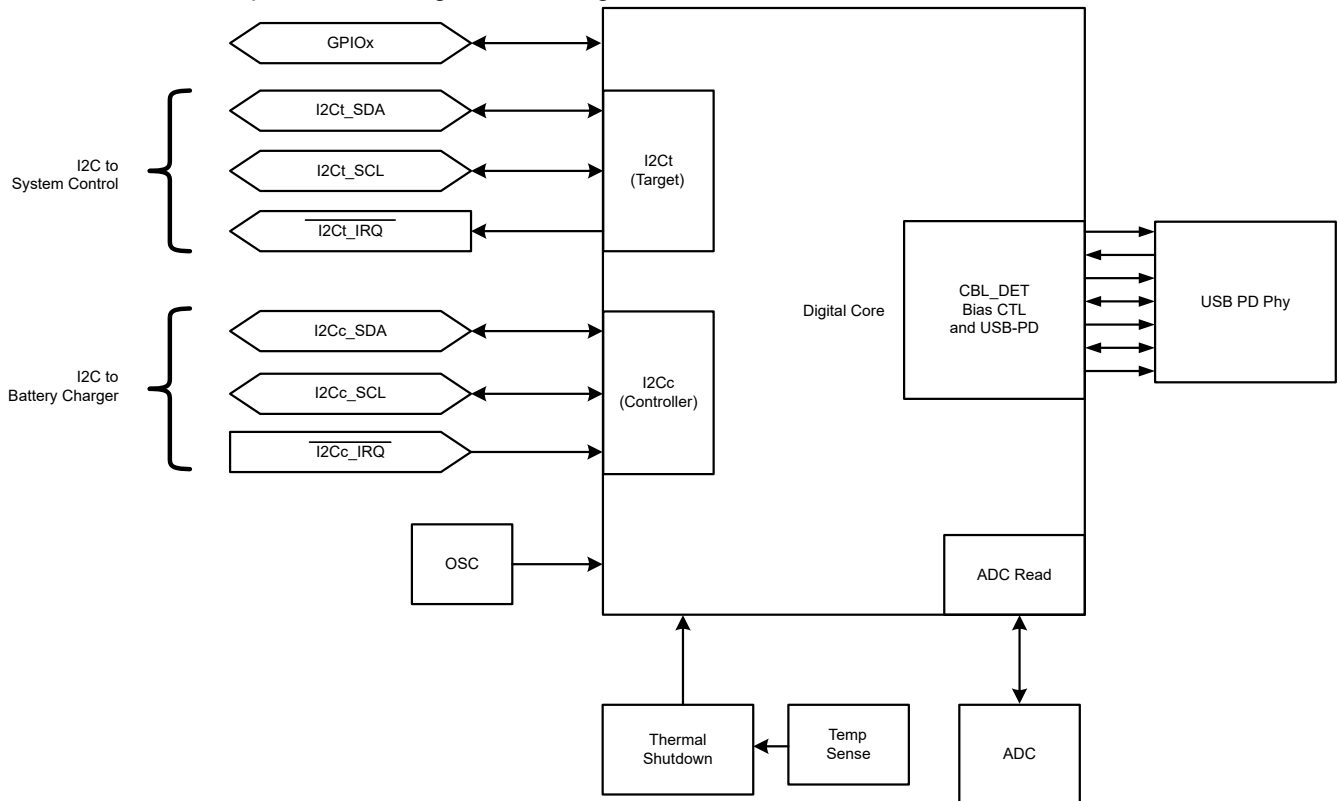 GPIOx
I2C to
System Control
I2Ct_SDA
I2Ct_SCL
I2Ct_IRQ
I2Ct
(Target)
I2C to
Battery Charger
I2Cc_SDA
I2Cc_SCL
I2Cc_IRQ
I2Cc
(Controller)
Digital Core
CBL_DET
Bias CTL
and USB-PD
USB PD Phy
OSC
ADC Read
Thermal
Shutdown
Temp
Sense
ADC